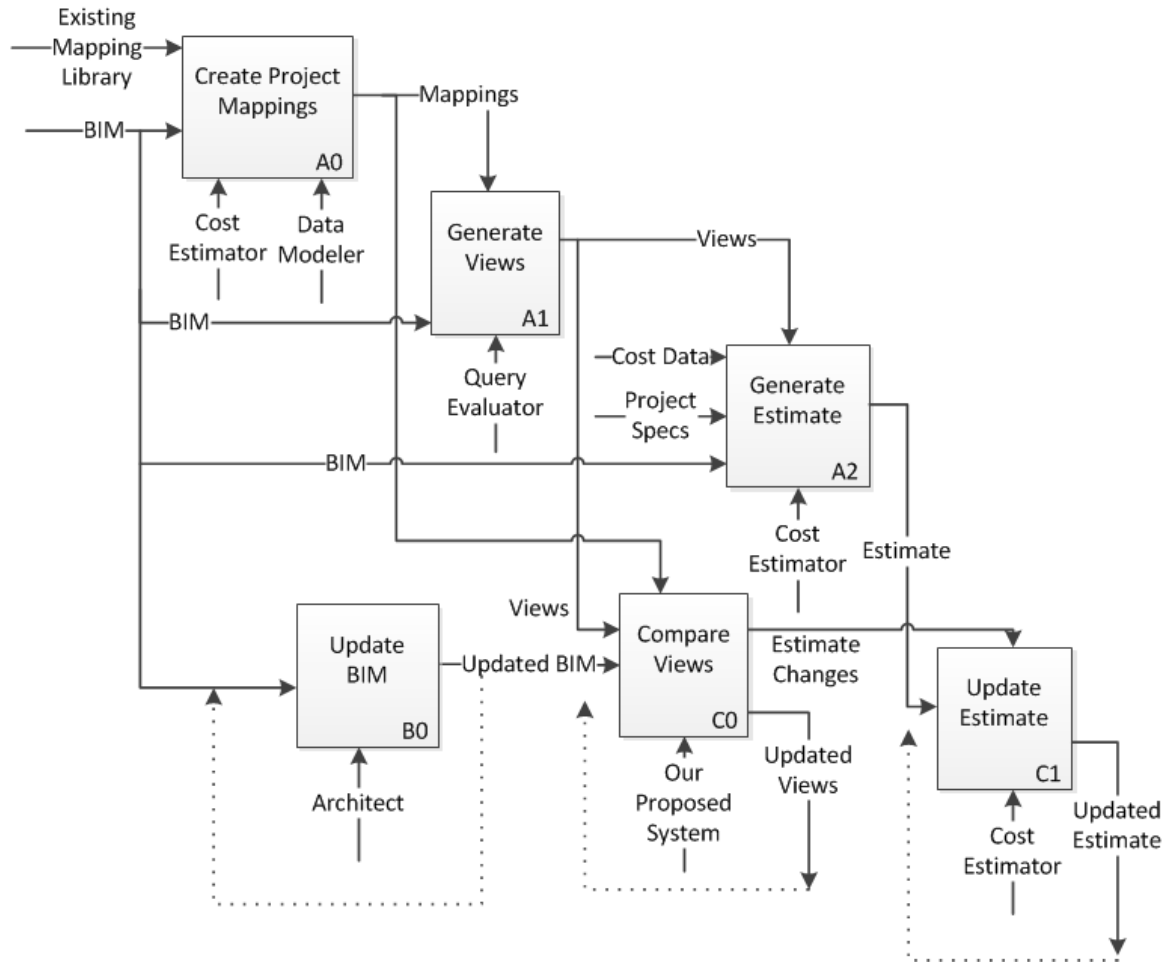 Existing
Mapping
Library
Create Project
Mappings
A0
Mappings
BIM
Cost
Estimator
Data
Modeler
Generate
Views
A1
Views
BIM
Query
Evaluator
Cost Data
Project
Specs
Generate
Estimate
A2
BIM
Cost
Estimator
Estimate
Views
Update
BIM
B0
Updated BIM
Compare
Views
C0
Estimate
Changes
Update
Estimate
C1
Architect
Our
Proposed
System
Updated
Views
Cost
Estimator
Updated
Estimate